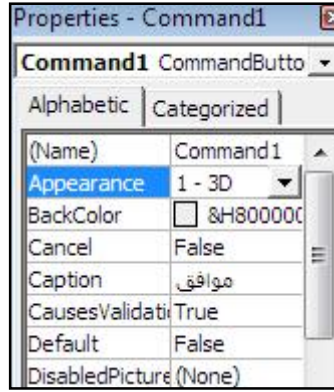 Properties - Command1
Command1 CommandButto
Alphabetic Categorized
(Name) Command1
Appearance 1 - 3D
BackColor &H800000
Cancel False
Caption موافق
CausesValidati True
Default False
DisabledPicture (None)